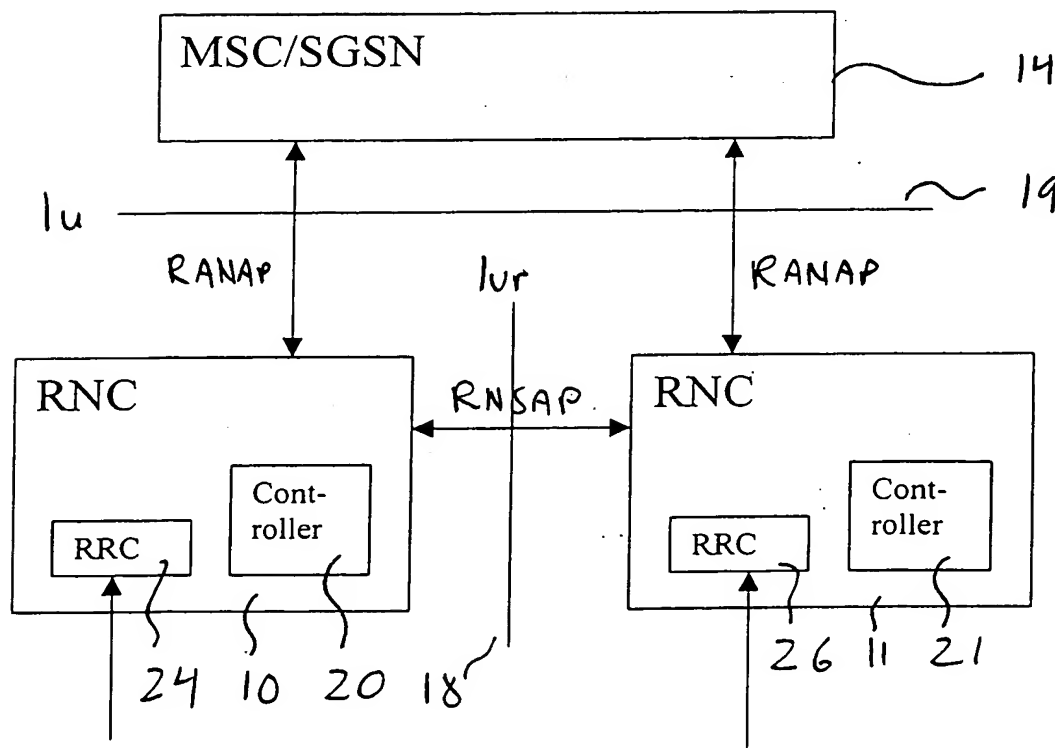 MSC/SGSN
14
19
Iu
RANAP
Iur
RANAP
RNC
RNSAP
RNC
Cont-
roller
RRC
Cont-
roller
RRC
24
10
20
18
26
11
21